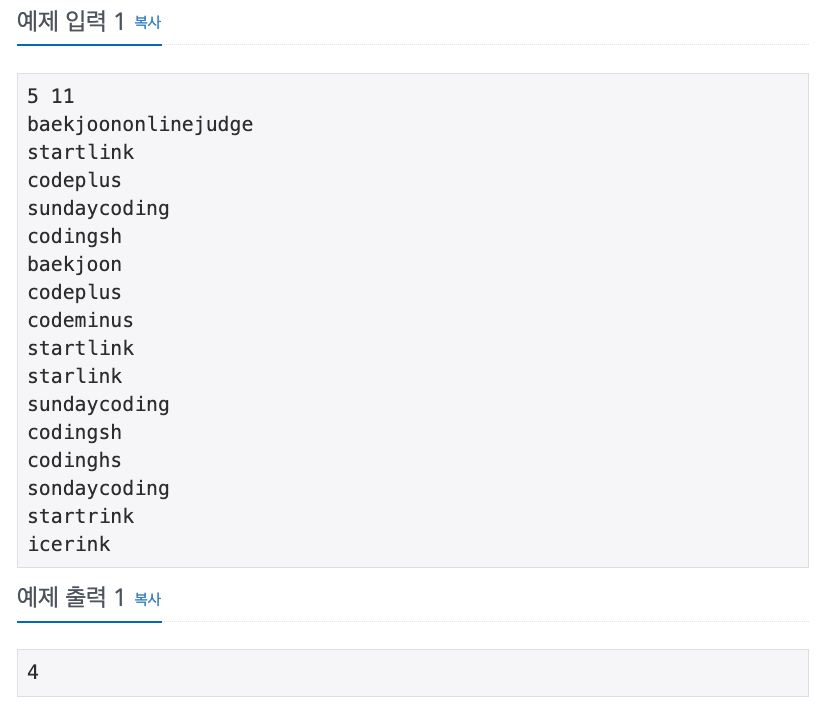 예제 입력 1 복사
5 11
baekjoononlinejudge
startlink
codeplus
sundaycoding
codingsh
baekjoon
codeplus
codeminus
startlink
starlink
sundaycoding
codingsh
codinghs
sondaycoding
startrink
icerink
예제 출력 1 복사
4